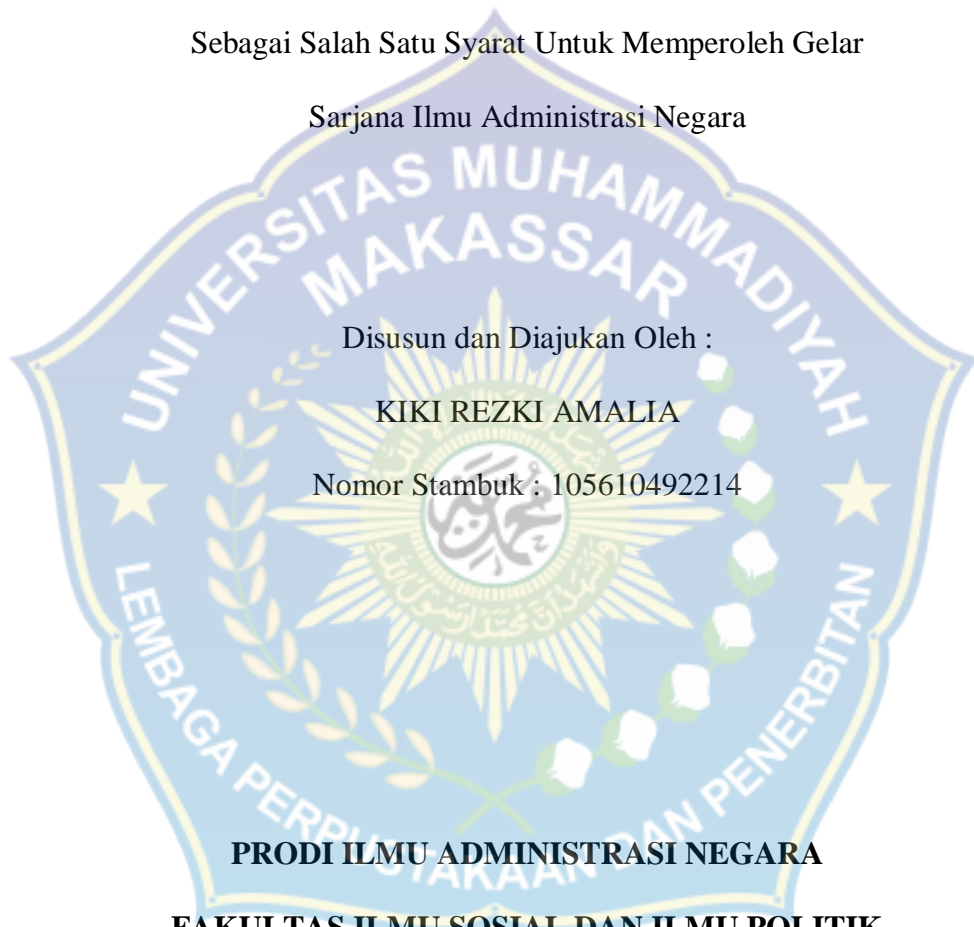 Sebagai Salah Satu Syarat Untuk Memperoleh Gelar
Sarjana Ilmu Administrasi Negara
UNIVERSITAS MUHAMMADIYAH
MAKASSAR
Disusun dan Diajukan Oleh :
KIKI REZKI AMALIA
Nomor Stambuk : 105610492214
LEMBAGA PERPUSTAKAAN DAN PENERBITAN
PRODI ILMU ADMINISTRASI NEGARA
FAKULTAS ILMU SOSIAL DAN ILMU POLITIK